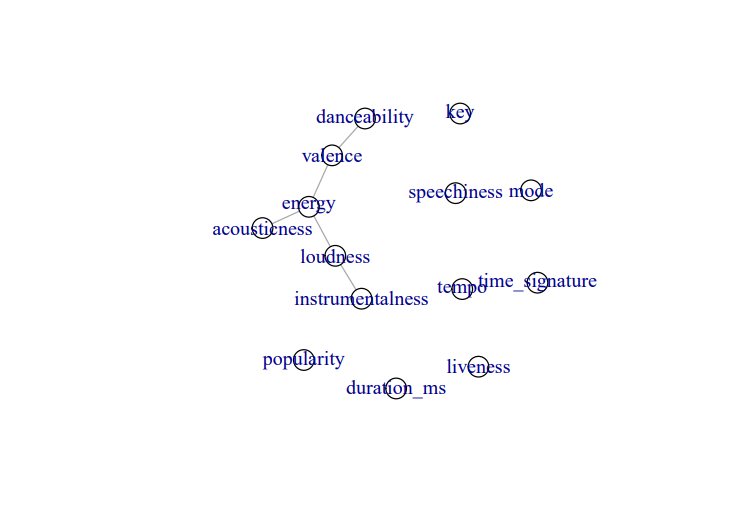 danceability
key
valence
speechiness
mode
energy
acousticness
loudness
tempo
time_signature
instrumentalness
popularity
liveness
duration_ms